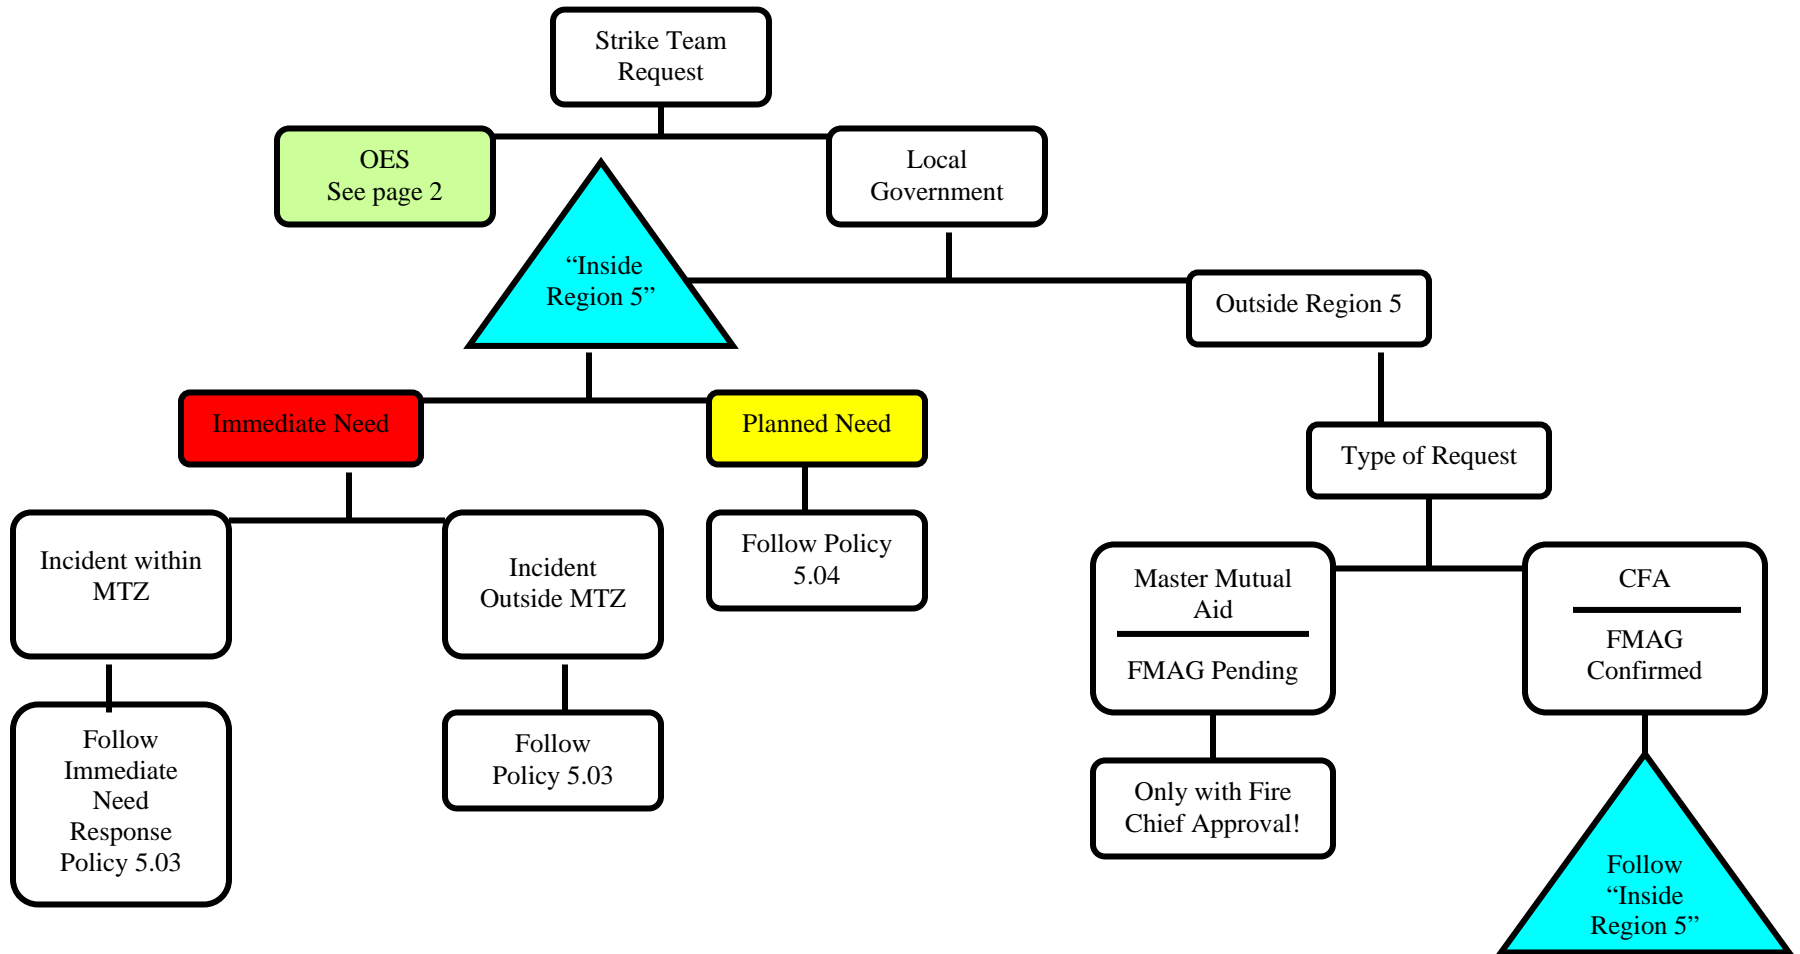 Strike Team
Request
OES
See page 2
Local
Government
“Inside
Region 5”
Outside Region 5
Immediate Need
Planned Need
Type of Request
Incident within
MTZ
Incident
Outside MTZ
Follow Policy
5.04
Master Mutual
Aid
FMAG Pending
CFA
FMAG
Confirmed
Follow
Immediate
Need
Response
Policy 5.03
Follow
Policy 5.03
Only with Fire
Chief Approval!
Follow
“Inside
Region 5”